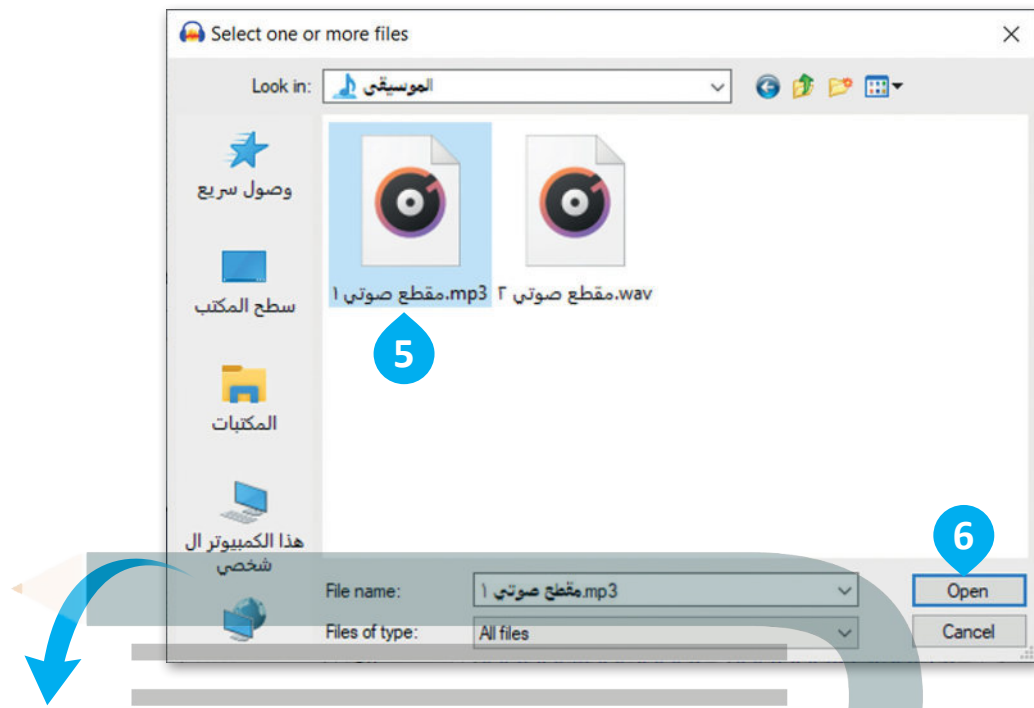 Select one or more files
Look in: الموسيقى
وصول سريع
سطح المكتب
المكتبات
هذا الكمبيوتر ال
شخصي
مقطع صوتي ١.mp3
مقطع صوتي ٢.wav
5
6
File name: مقطع صوتي ١.mp3
Open
Files of type: All files
Cancel